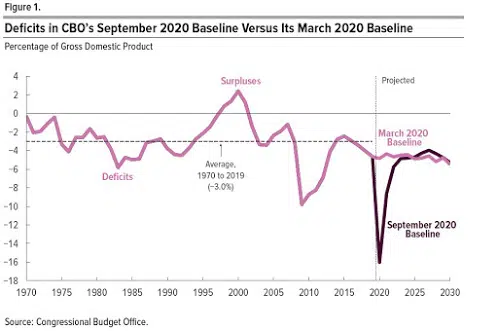 Figure 1.
Deficits in CBO's September 2020 Baseline Versus Its March 2020 Baseline
Percentage of Gross Domestic Product
4
2
0
−2
−4
−6
−8
−10
−12
−14
−16
−18
Surpluses
Projected
March 2020
Baseline
Average,
1970 to 2019
(−3.0%)
Deficits
September 2020
Baseline
1970 1975 1980 1985 1990 1995 2000 2005 2010 2015 2020 2025 2030
Source: Congressional Budget Office.